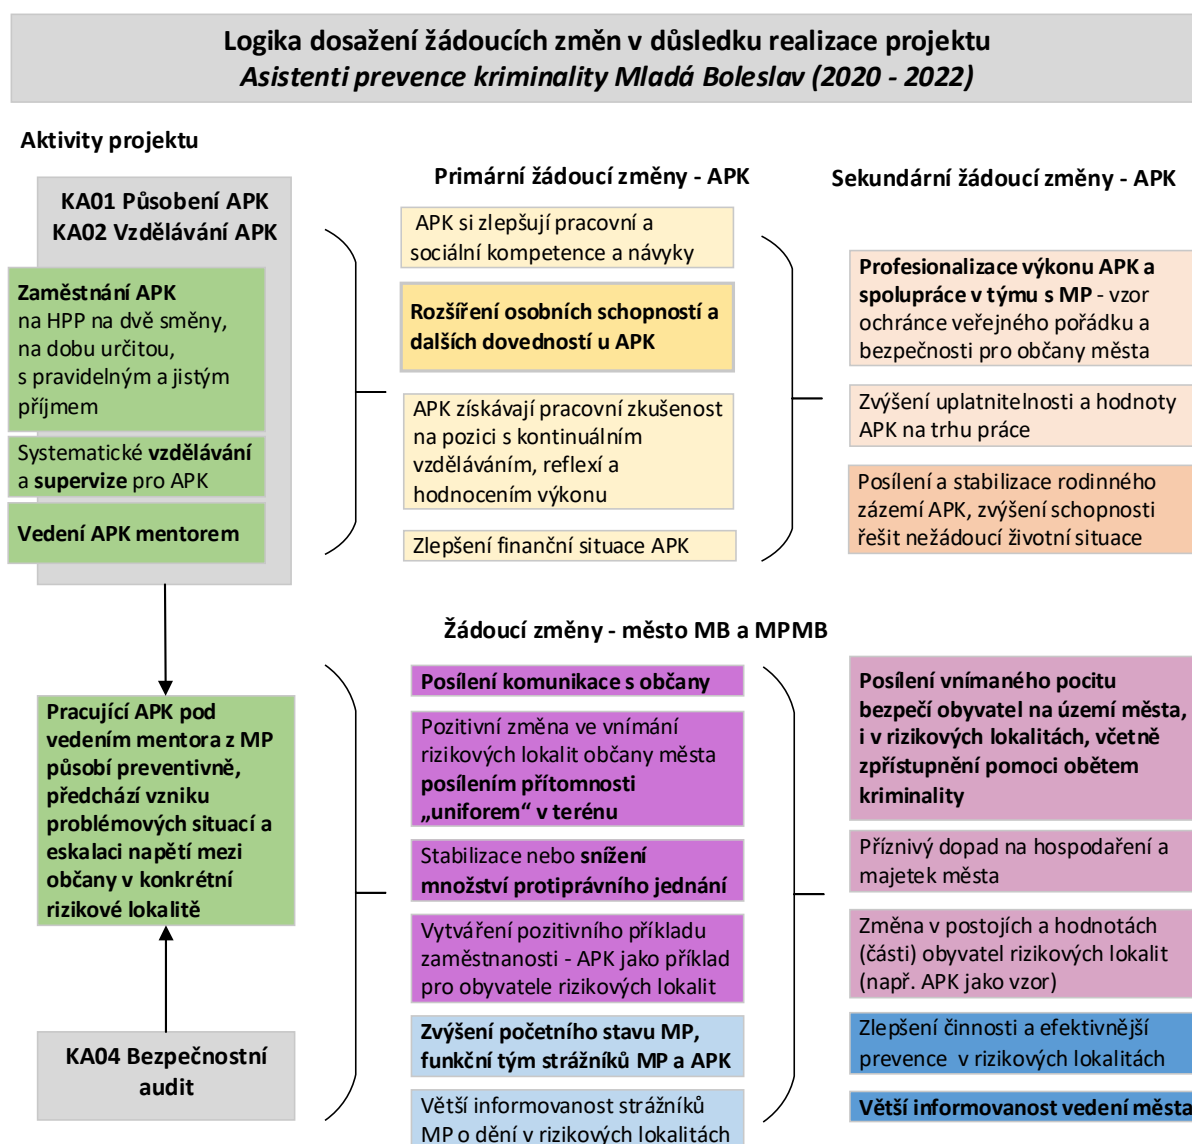 Logika dosažení žádoucích změn v důsledku realizace projektu
Asistenti prevence kriminality Mladá Boleslav (2020 - 2022)
Aktivity projektu
KA01 Působení APK
KA02 Vzdělávání APK
Zaměstnání APK
na HPP na dvě směny,
na dobu určitou,
s pravidelným a jistým
příjmem
Systematické vzdělávání
a supervize pro APK
Vedení APK mentorem
Primární žádoucí změny - APK
APK si zlepšují pracovní a
sociální kompetence a návyky
Rozšíření osobních schopností a
dalších dovedností u APK
APK získávají pracovní zkušenost
na pozici s kontinuálním
vzděláváním, reflexí a
hodnocením výkonu
Zlepšení finanční situace APK
Sekundární žádoucí změny - APK
Profesionalizace výkonu APK a
spolupráce v týmu s MP - vzor
ochránce veřejného pořádku a
bezpečnosti pro občany města
Zvýšení uplatnitelnosti a hodnoty
APK na trhu práce
Posílení a stabilizace rodinného
zázemí APK, zvýšení schopnosti
řešit nežádoucí životní situace
Žádoucí změny - město MB a MPMB
Pracující APK pod
vedením mentora z MP
působí preventivně,
předchází vzniku
problémových situací a
eskalaci napětí mezi
občany v konkrétní
rizikové lokalitě
KA04 Bezpečnostní
audit
Posílení komunikace s občany
Pozitivní změna ve vnímání
rizikových lokalit občany města
posílením přítomnosti
„uniforem“ v terénu
Stabilizace nebo snížení
množství protiprávního jednání
Vytváření pozitivního příkladu
zaměstnanosti - APK jako příklad
pro obyvatele rizikových lokalit
Zvýšení početního stavu MP,
funkční tým strážníků MP a APK
Větší informovanost strážníků
MP o dění v rizikových lokalitách
Posílení vnímaného pocitu
bezpečí obyvatel na území města,
i v rizikových lokalitách, včetně
zpřístupnění pomoci obětem
kriminality
Příznivý dopad na hospodaření a
majetek města
Změna v postojích a hodnotách
(části) obyvatel rizikových lokalit
(např. APK jako vzor)
Zlepšení činnosti a efektivnější
prevence v rizikových lokalitách
Větší informovanost vedení města